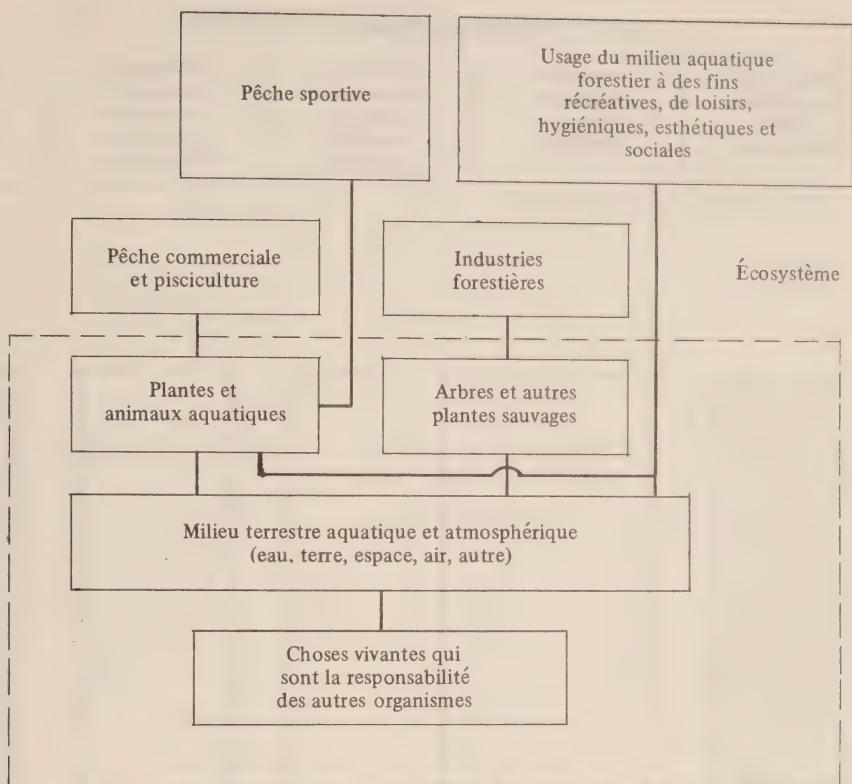 Pêche sportive
Usage du milieu aquatique
forestier à des fins
récréatives, de loisirs,
hygiéniques, esthétiques et
sociales
Pêche commerciale
et pisciculture
Industries
forestières
Écosystème
Plantes et
animaux aquatiques
Arbres et autres
plantes sauvages
Milieu terrestre aquatique et atmosphérique
(eau, terre, espace, air, autre)
Choses vivantes qui
sont la responsabilité
des autres organismes